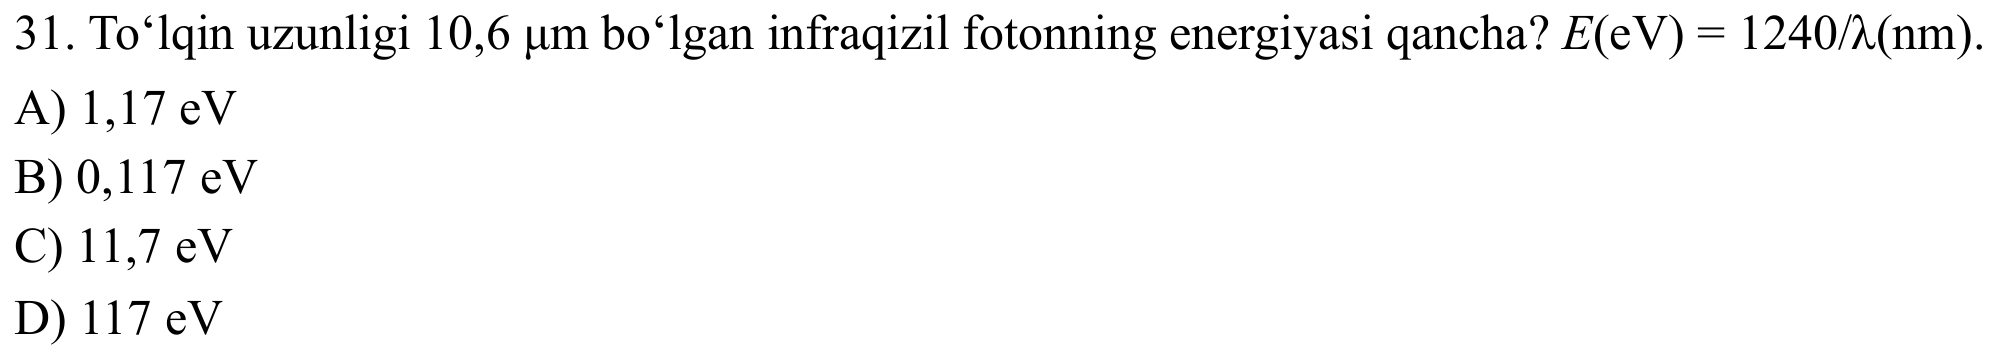 31. To‘lqin uzunligi 10,6 μm bo‘lgan infraqizil fotonning energiyasi qancha? E(eV) = 1240/λ(nm).
A) 1,17 eV
B) 0,117 eV
C) 11,7 eV
D) 117 eV